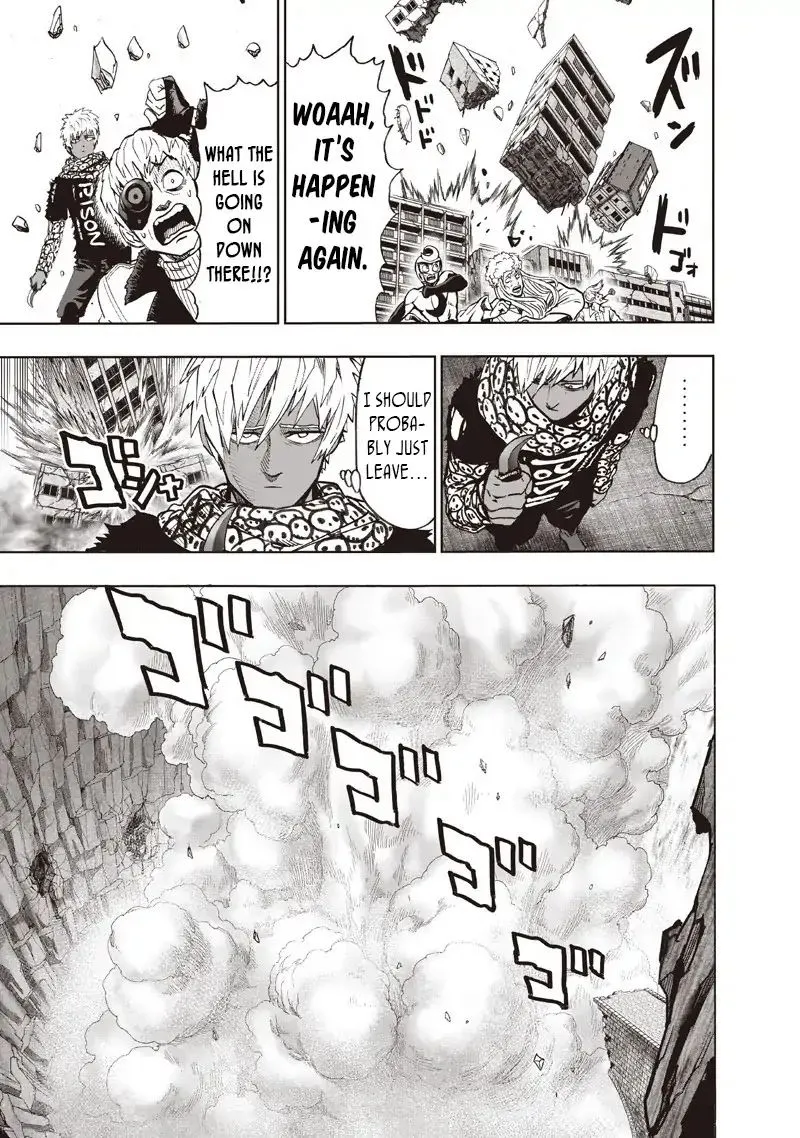 ズン
ドドドド
ドゴォ
WOAAH,
IT'S
HAPPEN
-ING
AGAIN.
WHAT THE
HELL IS
GOING
ON
DOWN
THERE!!?
PISON
.........
I SHOULD
PROBA-
BLY JUST
LEAVE...
ゴシャ
ゴゴゴゴゴ